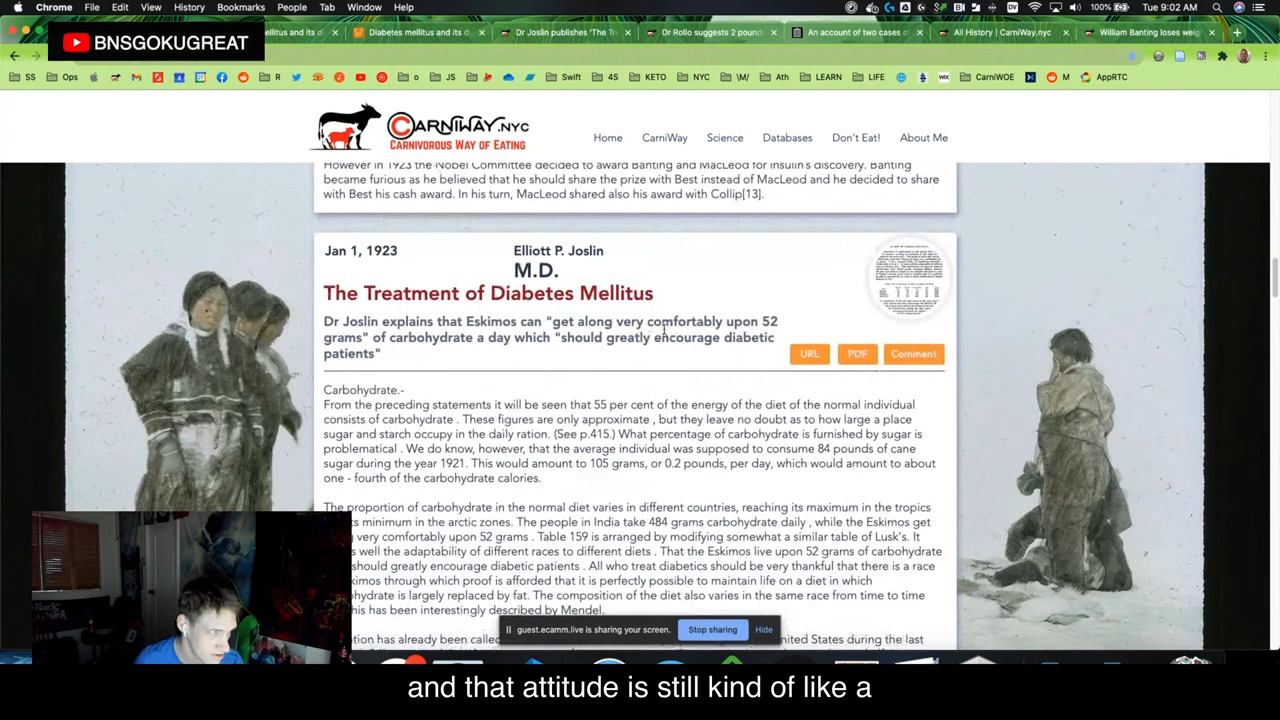 Chrome File Edit View History Bookmarks People Tab Window Help 100% Tue 9:02 AM
BNSGOKUGREAT
ellitus and its d Diabetes mellitus and its d Dr Joslin publishes 'The Tr Dr Rollo suggests 2 pound An account of two cases o All History | CarniWay.nyc William Banting loses weig
SS Ops R o JS Swift 4S KETO NYC \M/ Ath LEARN LIFE CarniWOE M AppRTC
CARNIWAY.NYC
CARNIVOROUS WAY OF EATING
Home CarniWay Science Databases Don't Eat! About Me
However in 1923 the Nobel Committee decided to award Banting and MacLeod for insulin's discovery. Banting
became furious as he believed that he should share the prize with Best instead of MacLeod and he decided to share
with Best his cash award. In his turn, MacLeod shared also his award with Collip[13].
Jan 1, 1923 Elliott P. Joslin
M.D.
The Treatment of Diabetes Mellitus
Dr Joslin explains that Eskimos can "get along very comfortably upon 52
grams" of carbohydrate a day which "should greatly encourage diabetic
patients"
URL PDF Comment
Carbohydrate.-
From the preceding statements it will be seen that 55 per cent of the energy of the diet of the normal individual
consists of carbohydrate . These figures are only approximate , but they leave no doubt as to how large a place
sugar and starch occupy in the daily ration. (See p.415.) What percentage of carbohydrate is furnished by sugar is
problematical . We do know, however, that the average individual was supposed to consume 84 pounds of cane
sugar during the year 1921. This would amount to 105 grams, or 0.2 pounds, per day, which would amount to about
one - fourth of the carbohydrate calories.
The proportion of carbohydrate in the normal diet varies in different countries, reaching its maximum in the tropics
ts minimum in the arctic zones. The people in India take 484 grams carbohydrate daily , while the Eskimos get
very comfortably upon 52 grams . Table 159 is arranged by modifying somewhat a similar table of Lusk's. It
s well the adaptability of different races to different diets . That the Eskimos live upon 52 grams of carbohydrate
should greatly encourage diabetic patients . All who treat diabetics should be very thankful that there is a race
kimos through which proof is afforded that it is perfectly possible to maintain life on a diet in which
ohydrate is largely replaced by fat. The composition of the diet also varies in the same race from time to time
his has been interestingly described by Mendel.
guest.ecamm.live is sharing your screen. Stop sharing Hide
ntion has already been calle nited States during the last
and that attitude is still kind of like a